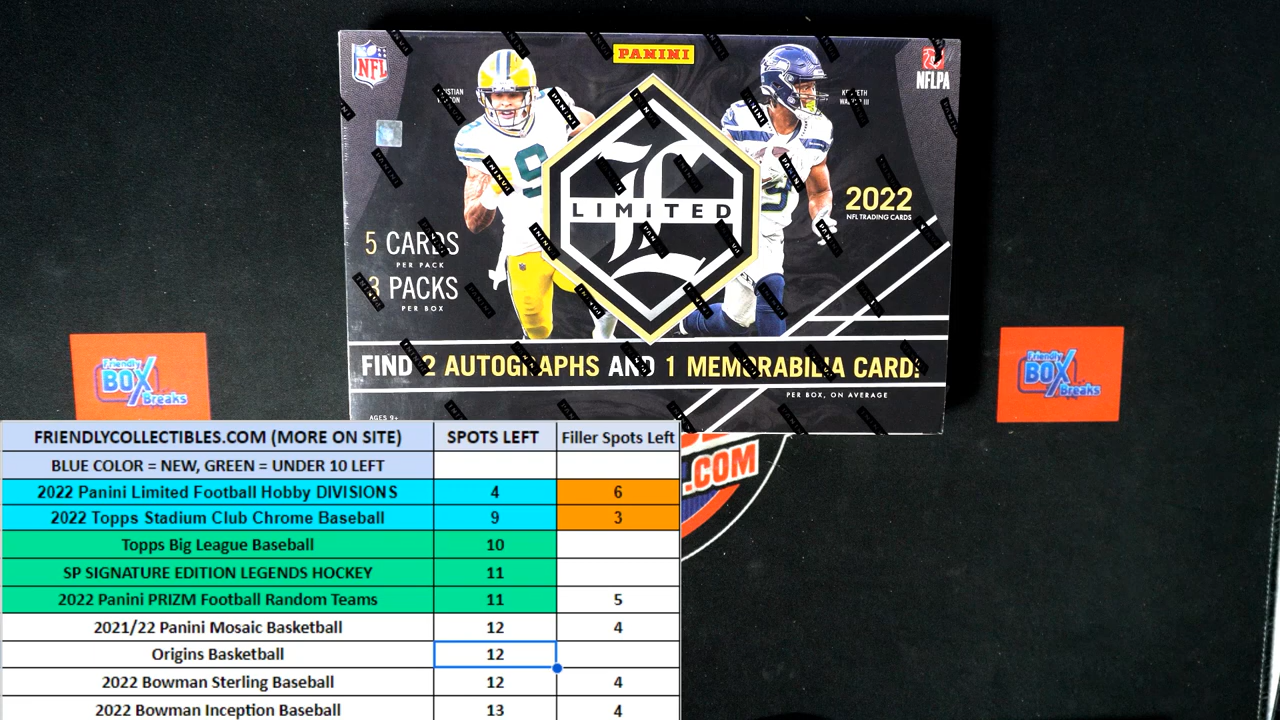 NFL
PANINI
NFLPA
LIMITED
2022
NFL TRADING CARDS
5 CARDS
PER PACK
3 PACKS
PER BOX
FIND 2 AUTOGRAPHS AND 1 MEMORABILIA CARD!
PER BOX, ON AVERAGE
AGES 9+
Friendly
BOX
Breaks
Friendly
BOX
Breaks
.COM
FRIENDLYCOLLECTIBLES.COM (MORE ON SITE) SPOTS LEFT Filler Spots Left
BLUE COLOR = NEW, GREEN = UNDER 10 LEFT
2022 Panini Limited Football Hobby DIVISIONS 4 6
2022 Topps Stadium Club Chrome Baseball 9 3
Topps Big League Baseball 10
SP SIGNATURE EDITION LEGENDS HOCKEY 11
2022 Panini PRIZM Football Random Teams 11 5
2021/22 Panini Mosaic Basketball 12 4
Origins Basketball 12
2022 Bowman Sterling Baseball 12 4
2022 Bowman Inception Baseball 13 4